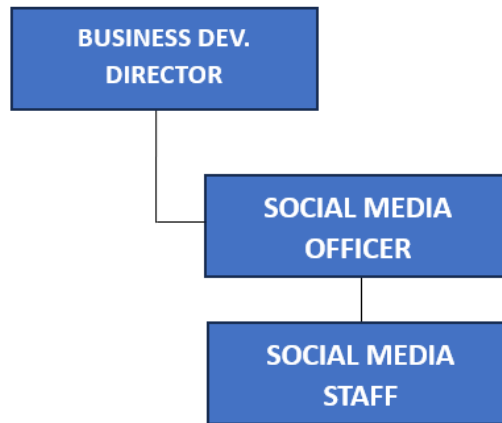 BUSINESS DEV.
DIRECTOR
SOCIAL MEDIA
OFFICER
SOCIAL MEDIA
STAFF